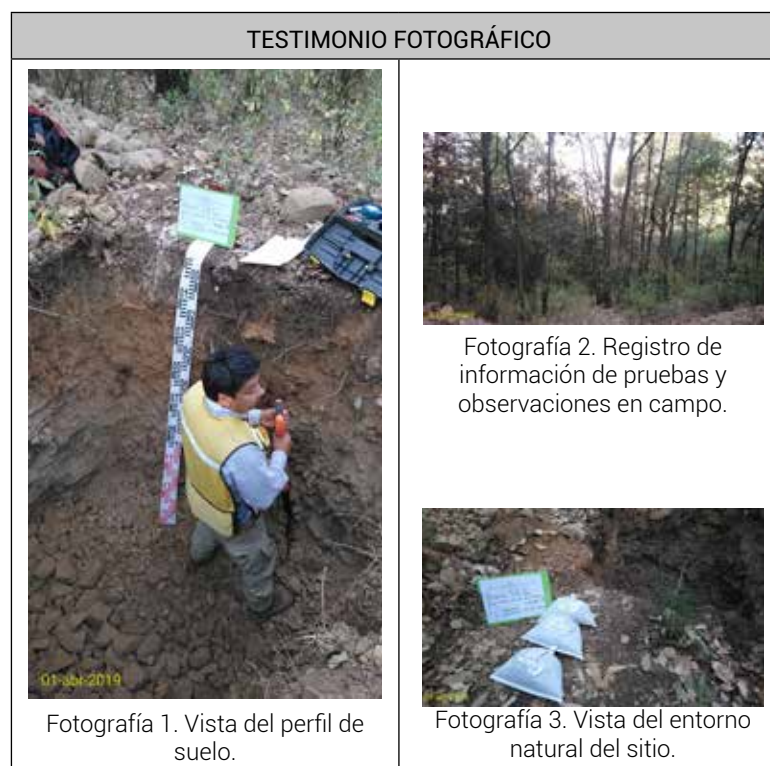 TESTIMONIO FOTOGRÁFICO
01-abr-2019
Fotografía 1. Vista del perfil de
suelo.
Fotografía 2. Registro de
información de pruebas y
observaciones en campo.
Fotografía 3. Vista del entorno
natural del sitio.